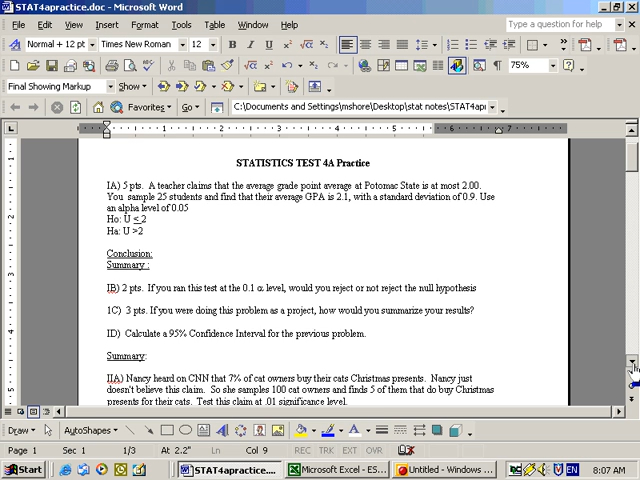 STAT4apractice.doc - Microsoft Word
File Edit View Insert Format Tools Table Window Help Type a question for help
Normal + 12 pt Times New Roman 12 B I U
75%
Final Showing Markup Show
Favorites Go C:\Documents and Settings\mshore\Desktop\stat notes\STAT4apr
1 2 3 4 5 6 7
STATISTICS TEST 4A Practice
IA) 5 pts. A teacher claims that the average grade point average at Potomac State is at most 2.00.
You sample 25 students and find that their average GPA is 2.1, with a standard deviation of 0.9. Use
an alpha level of 0.05
Ho: U < 2
Ha: U >2
Conclusion:
Summary :
IB) 2 pts. If you ran this test at the 0.1 α level, would you reject or not reject the null hypothesis
1C) 3 pts. If you were doing this problem as a project, how would you summarize your results?
ID) Calculate a 95% Confidence Interval for the previous problem.
Summary:
IIA) Nancy heard on CNN that 7% of cat owners buy their cats Christmas presents. Nancy just
doesn't believe this claim. So she samples 100 cat owners and finds 5 of them that do buy Christmas
presents for their cats. Test this claim at .01 significance level.
Draw AutoShapes
Page 1 Sec 1 1/3 At 2.2" Ln Col 9 REC TRK EXT OVR
Start STAT4apractice.... Microsoft Excel - ES... Untitled - Windows ... EN 8:07 AM